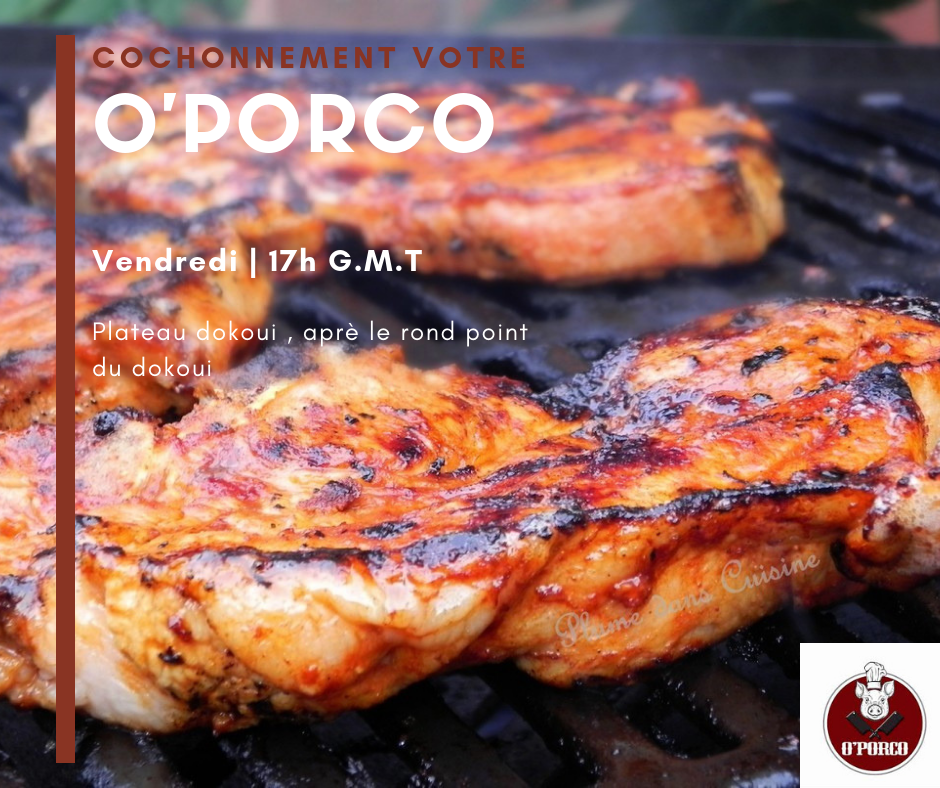 COCHONNEMENT VOTRE
O'PORCO
Vendredi | 17h G.M.T
Plateau dokoui , aprè le rond point
du dokoui
Plume dans Cuisine
O'PORCO